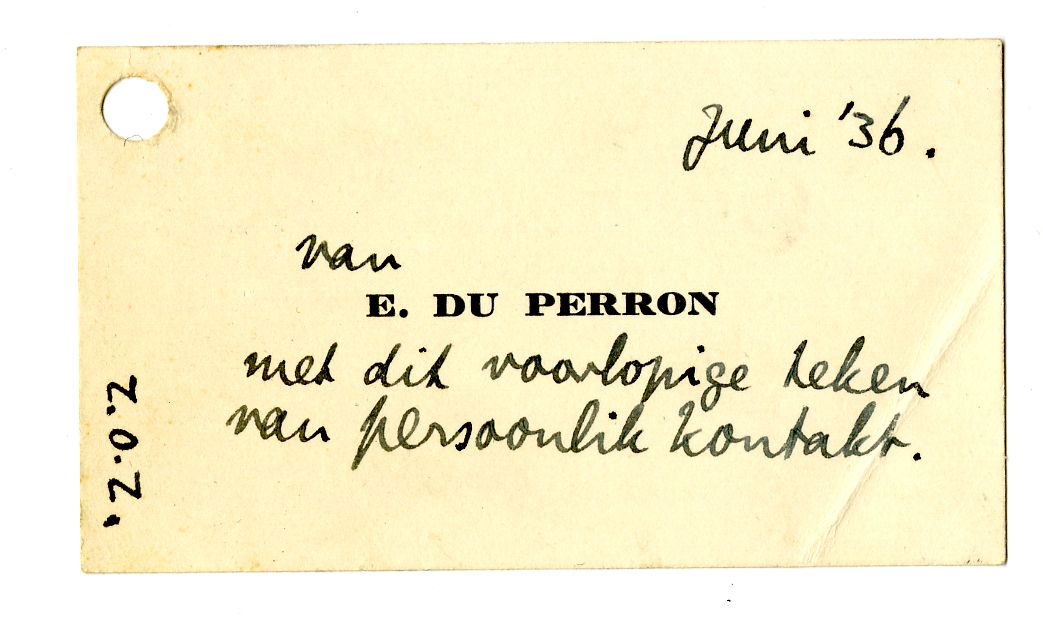 Juni '36.
van
E. DU PERRON
met dit voorlopige teken
van persoonlik kontakt.
Z.O.Z.